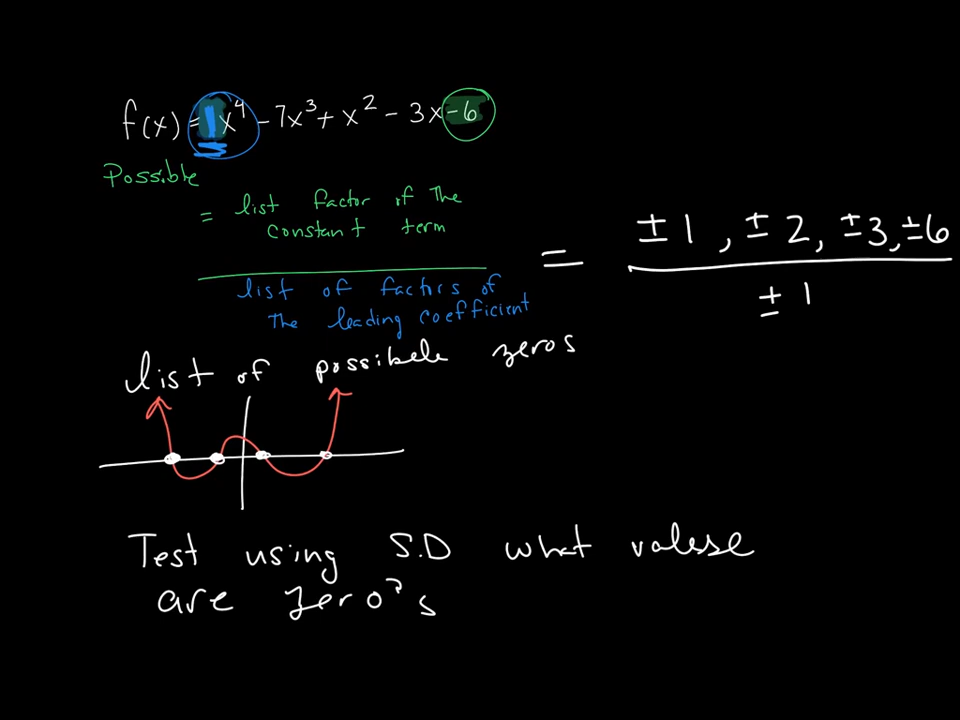 f(x) = 1x⁴ - 7x³ + x² - 3x - 6
Possible
= list factor of the
constant term
list of factors of
the leading coefficient
= ± 1, ± 2, ± 3, ± 6
± 1
list of possibele zeros
Test using S.D what valesse
are zero's